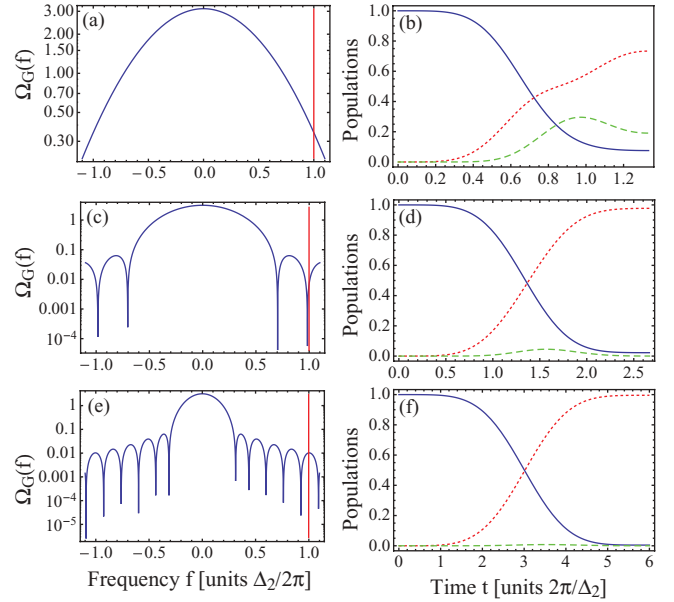 (a)
Ω_G(f)
3.00
2.00
1.00
0.70
0.50
0.30
−1.0 −0.5 0.0 0.5 1.0
(b)
Populations
1.0
0.8
0.6
0.4
0.2
0.0
0.0 0.2 0.4 0.6 0.8 1.0 1.2
(c)
Ω_G(f)
1
0.1
0.01
0.001
10⁻⁴
−1.0 −0.5 0.0 0.5 1.0
(d)
Populations
1.0
0.8
0.6
0.4
0.2
0.0
0.0 0.5 1.0 1.5 2.0 2.5
(e)
Ω_G(f)
1
0.1
0.01
0.001
10⁻⁴
10⁻⁵
−1.0 −0.5 0.0 0.5 1.0
Frequency f [units Δ₂/2π]
(f)
Populations
1.0
0.8
0.6
0.4
0.2
0.0
0 1 2 3 4 5 6
Time t [units 2π/Δ₂]